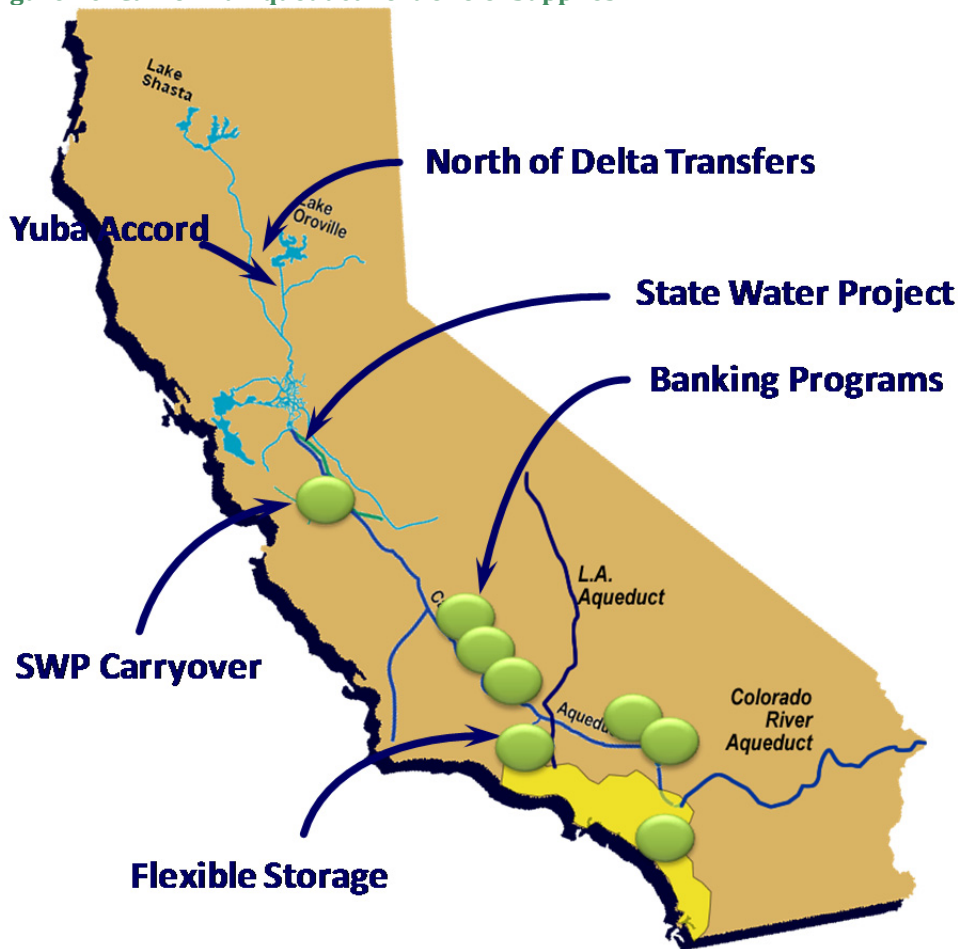 Lake
Shasta
North of Delta Transfers
Lake
Oroville
Yuba Accord
State Water Project
Banking Programs
L.A.
Aqueduct
SWP Carryover
Colorado
River
Aqueduct
Flexible Storage